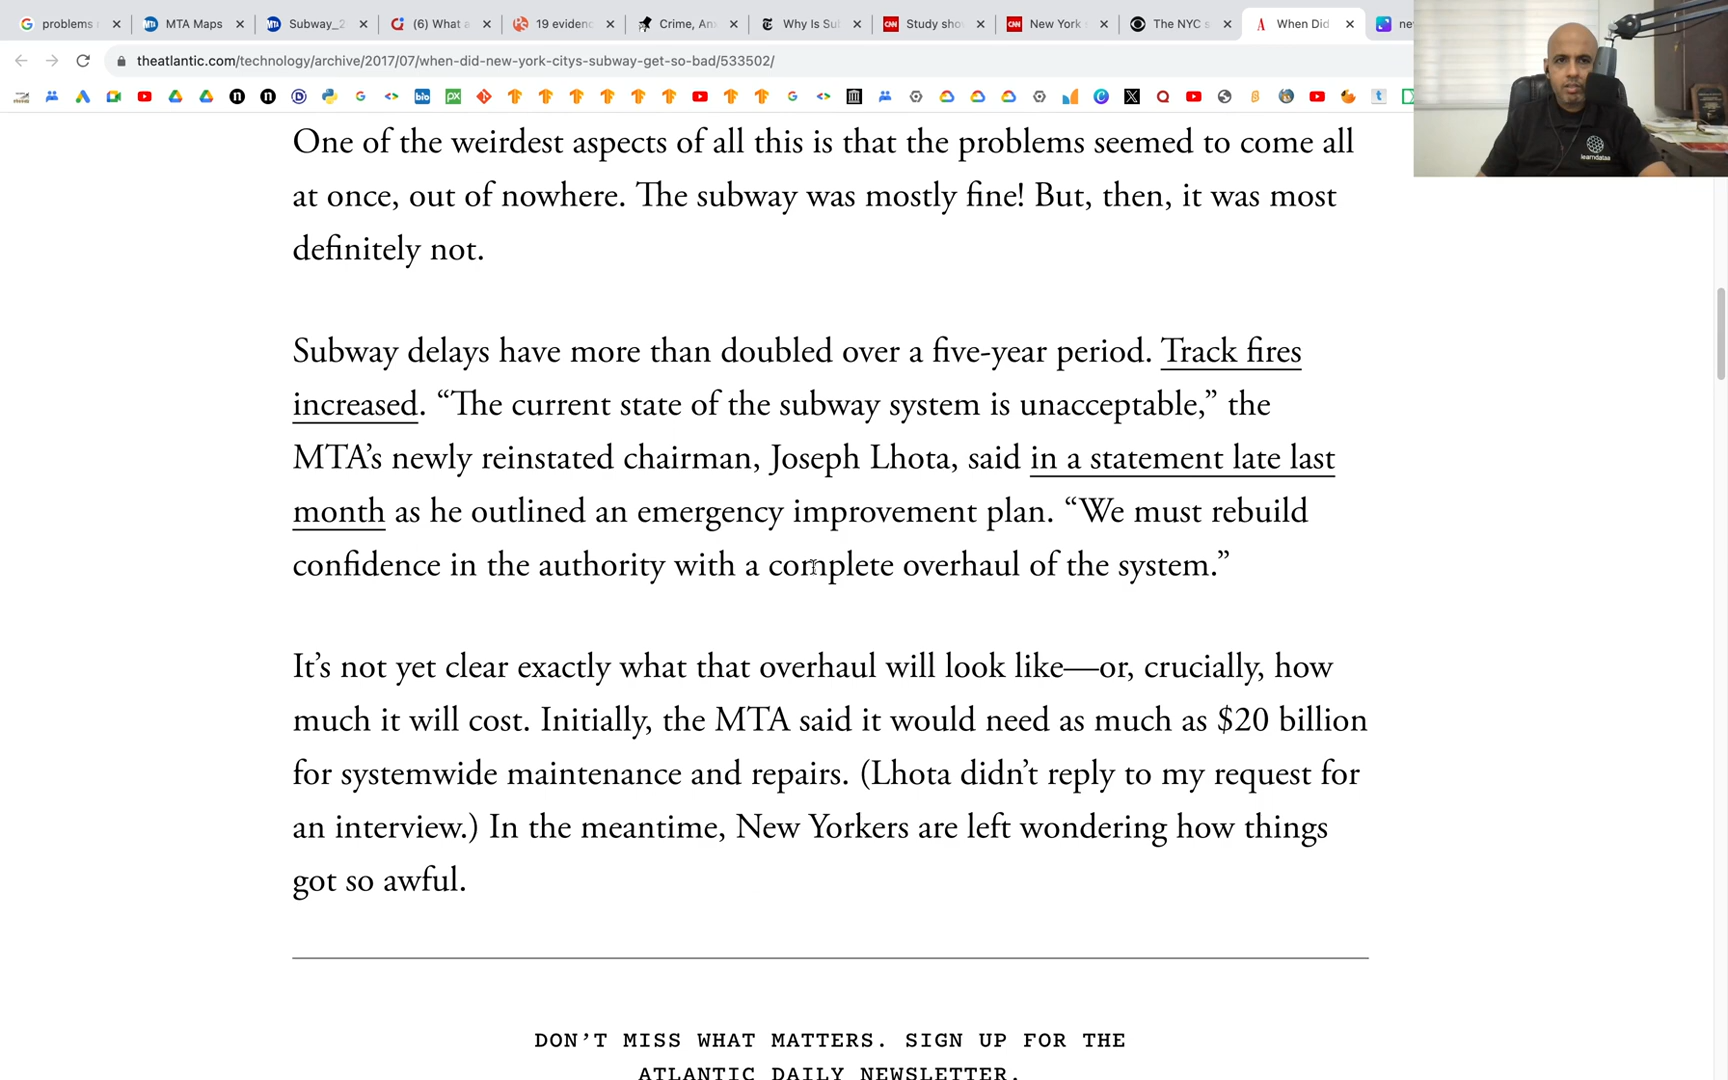 problems
MTA Maps
Subway_2
(6) What a
19 evidenc
Crime, An
Why Is Su
Study sho
New York
The NYC s
When Did
ne
theatlantic.com/technology/archive/2017/07/when-did-new-york-citys-subway-get-so-bad/533502/
One of the weirdest aspects of all this is that the problems seemed to come all
at once, out of nowhere. The subway was mostly fine! But, then, it was most
definitely not.
Subway delays have more than doubled over a five-year period. Track fires
increased. “The current state of the subway system is unacceptable,” the
MTA’s newly reinstated chairman, Joseph Lhota, said in a statement late last
month as he outlined an emergency improvement plan. “We must rebuild
confidence in the authority with a complete overhaul of the system.”
It’s not yet clear exactly what that overhaul will look like—or, crucially, how
much it will cost. Initially, the MTA said it would need as much as $20 billion
for systemwide maintenance and repairs. (Lhota didn’t reply to my request for
an interview.) In the meantime, New Yorkers are left wondering how things
got so awful.
DON’T MISS WHAT MATTERS. SIGN UP FOR THE
ATLANTIC DAILY NEWSLETTER.
learndataa